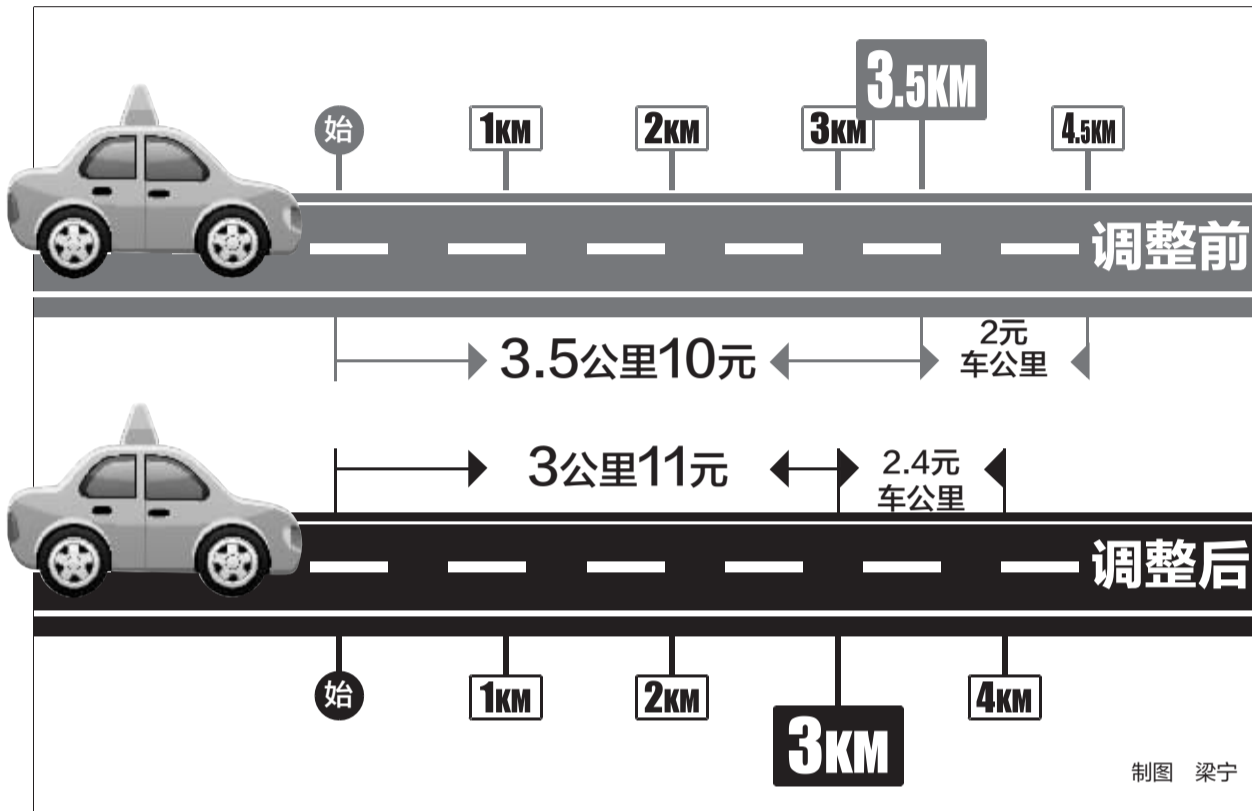 始
1KM
2KM
3KM
3.5KM
4.5KM
调整前
3.5公里10元
2元
车公里
3公里11元
2.4元
车公里
调整后
始
1KM
2KM
3KM
4KM
制图 梁宁